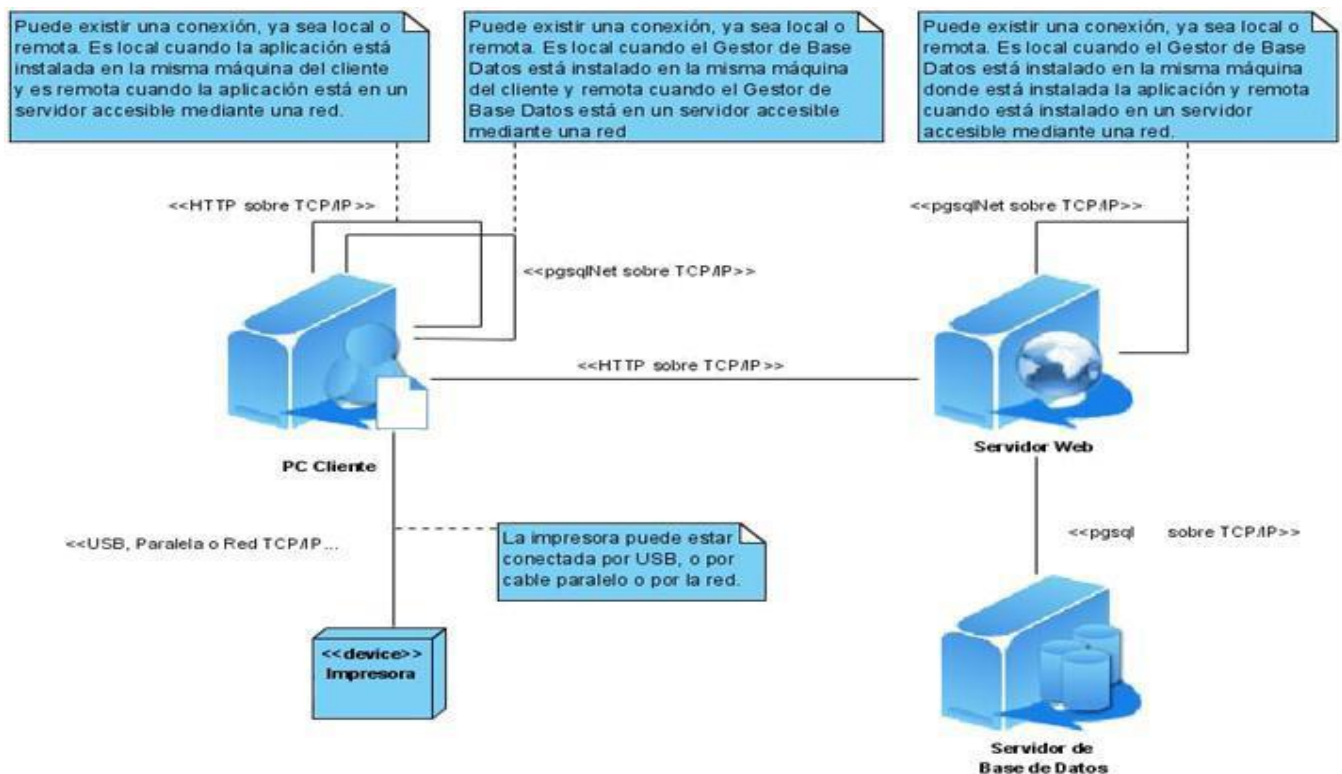 Puede existir una conexión, ya sea local o
remota. Es local cuando la aplicación está
instalada en la misma máquina del cliente
y es remota cuando la aplicación está en un
servidor accesible mediante una red.
Puede existir una conexión, ya sea local o
remota. Es local cuando el Gestor de Base
Datos está instalado en la misma máquina
del cliente y remota cuando el Gestor de
Base Datos está en un servidor accesible
mediante una red
Puede existir una conexión, ya sea local o
remota. Es local cuando el Gestor de Base
Datos está instalado en la misma máquina
donde está instalada la aplicación y remota
cuando está instalado en un servidor
accesible mediante una red.
<<HTTP sobre TCP/IP>>
<<pgsqlNet sobre TCP/IP>>
<<pgsqlNet sobre TCP/IP>>
<<HTTP sobre TCP/IP>>
PC Cliente
Servidor Web
<<USB, Paralela o Red TCP/IP...
La impresora puede estar
conectada por USB, o por
cable paralelo o por la red.
<<pgsql sobre TCP/IP>>
<<device>>
Impresora
Servidor de
Base de Datos